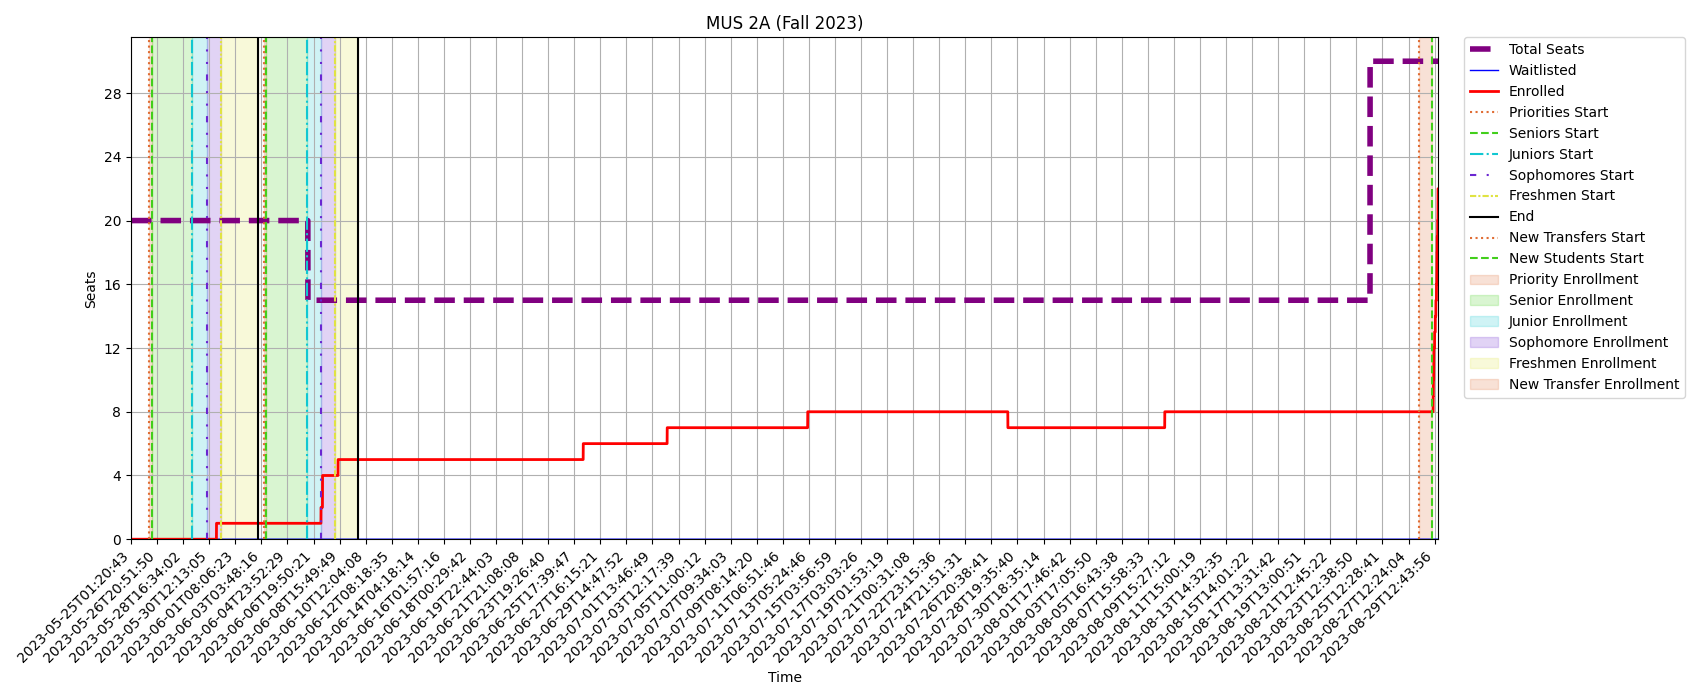 MUS 2A (Fall 2023)
Seats
28
24
20
16
12
8
4
0
2023-05-25T01:20:43
2023-05-26T20:51:50
2023-05-28T16:34:02
2023-05-30T12:13:05
2023-06-01T08:06:23
2023-06-03T03:48:16
2023-06-04T23:52:29
2023-06-06T19:50:21
2023-06-08T15:49:49
2023-06-10T12:04:08
2023-06-12T08:18:35
2023-06-14T04:18:14
2023-06-16T01:57:16
2023-06-18T00:29:42
2023-06-19T22:44:03
2023-06-21T21:08:08
2023-06-23T19:26:40
2023-06-25T17:39:47
2023-06-27T16:15:21
2023-06-29T14:47:52
2023-07-01T13:46:49
2023-07-03T12:17:39
2023-07-05T11:00:12
2023-07-07T09:34:03
2023-07-09T08:14:20
2023-07-11T06:51:46
2023-07-13T05:24:46
2023-07-15T03:56:59
2023-07-17T03:03:26
2023-07-19T01:53:19
2023-07-21T00:31:08
2023-07-22T23:15:36
2023-07-24T21:51:31
2023-07-26T20:38:41
2023-07-28T19:35:40
2023-07-30T18:35:14
2023-08-01T17:46:42
2023-08-03T17:05:50
2023-08-05T16:43:38
2023-08-07T15:58:33
2023-08-09T15:27:12
2023-08-11T15:00:19
2023-08-13T14:32:35
2023-08-15T14:01:22
2023-08-17T13:31:42
2023-08-19T13:00:51
2023-08-21T12:45:22
2023-08-23T12:38:50
2023-08-25T12:28:41
2023-08-27T12:24:04
2023-08-29T12:43:56
Time
Total Seats
Waitlisted
Enrolled
Priorities Start
Seniors Start
Juniors Start
Sophomores Start
Freshmen Start
End
New Transfers Start
New Students Start
Priority Enrollment
Senior Enrollment
Junior Enrollment
Sophomore Enrollment
Freshmen Enrollment
New Transfer Enrollment